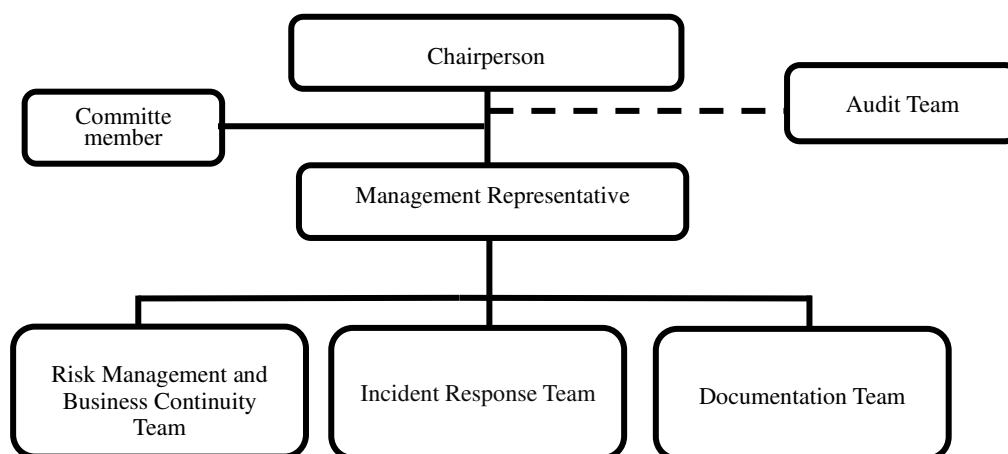 Chairperson
Committe
member
Audit Team
Management Representative
Risk Management and
Business Continuity
Team
Incident Response Team
Documentation Team